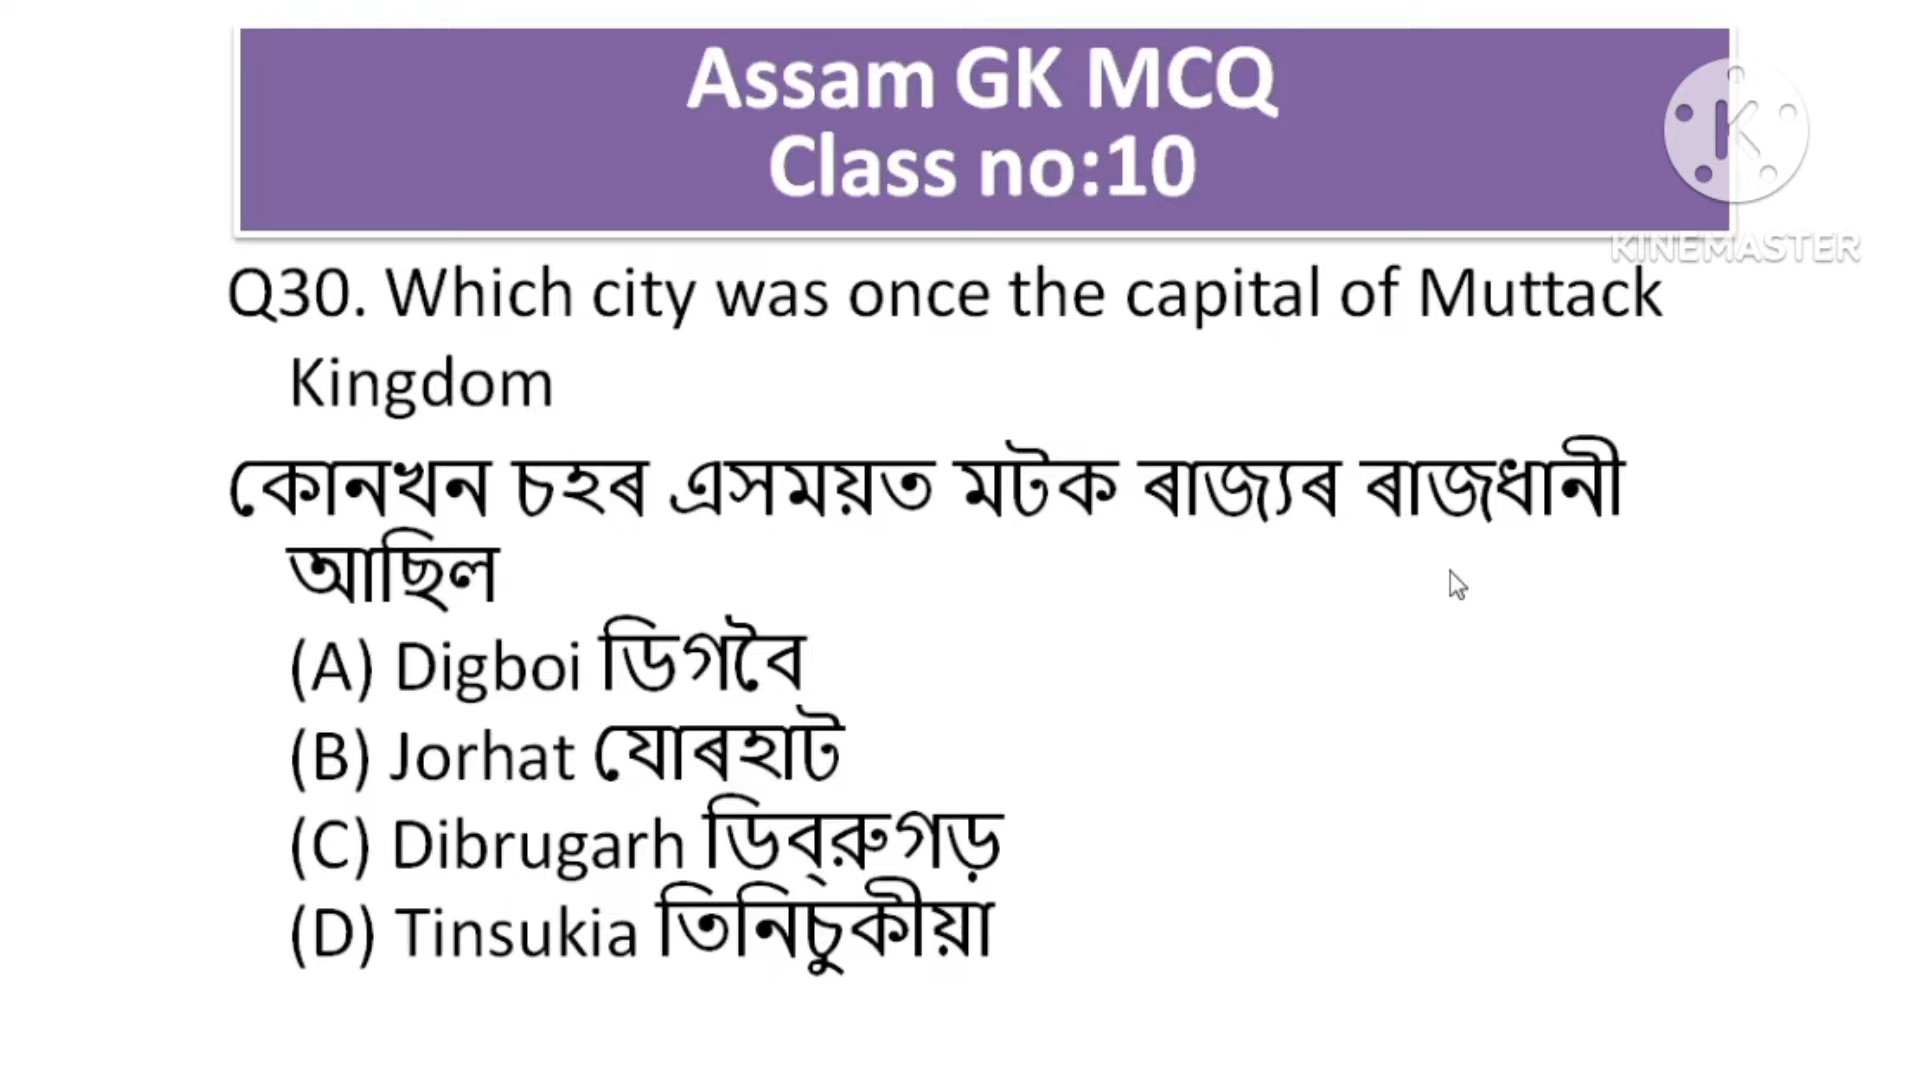 Assam GK MCQ
Class no:10
KINEMASTER
Q30. Which city was once the capital of Muttack
Kingdom
কোনখন চহৰ এসময়ত মটক ৰাজ্যৰ ৰাজধানী
আছিল
(A) Digboi ডিগবৈ
(B) Jorhat যোৰহাট
(C) Dibrugarh ডিব্ৰুগড়
(D) Tinsukia তিনিচুকীয়া